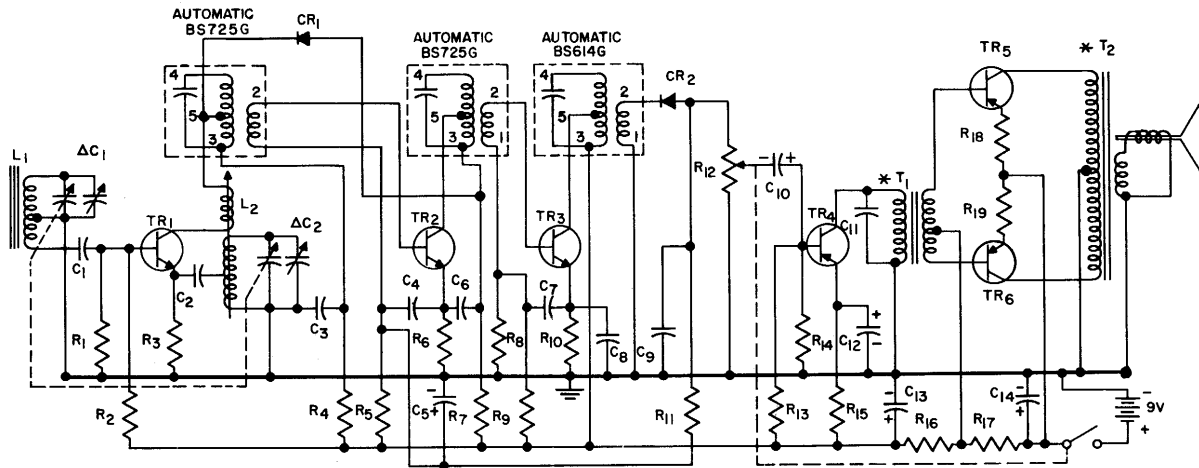 AUTOMATIC
BS725G
CR1
AUTOMATIC
BS725G
AUTOMATIC
BS614G
TR5
* T2
4
4
4
CR2
2
2
2
5
5
5
3
1
3
1
3
1
R18
L1
ΔC1
R12
- +
C10
* T1
L2
TR1
ΔC2
TR2
TR3
TR4
C11
R19
C1
C2
C4
C6
C7
TR6
C3
+
R1
R3
R6
R8
R10
C8
C9
R14
C12
-
-
C13
-
C14
-
R2
R4
R5
C5
+
R7
R9
R11
R13
R15
+
R16
R17
+
9V
+